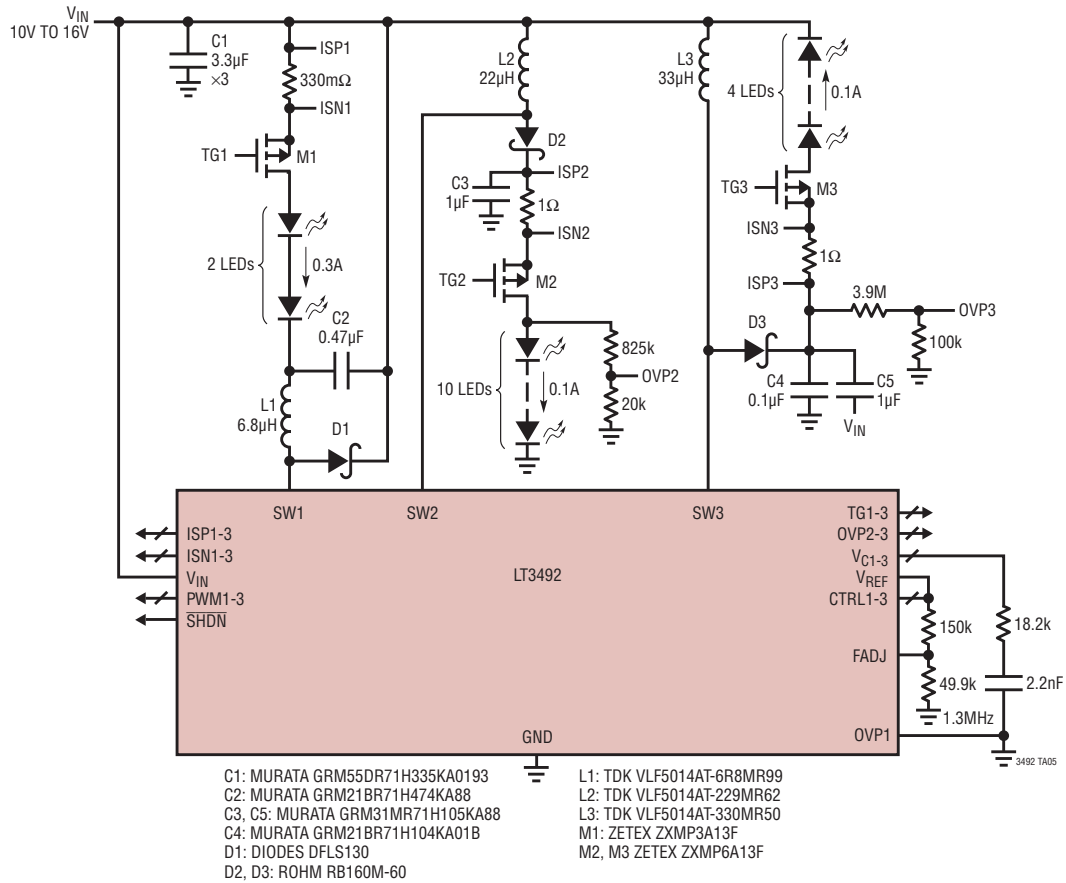 VIN
10V TO 16V
C1
3.3µF
×3
ISP1
330mΩ
ISN1
TG1
M1
2 LEDs
0.3A
C2
0.47µF
L1
6.8µH
D1
L2
22µH
D2
ISP2
C3
1µF
1Ω
ISN2
TG2
M2
10 LEDs
0.1A
825k
OVP2
20k
L3
33µH
4 LEDs
0.1A
TG3
M3
ISN3
1Ω
ISP3
3.9M
OVP3
100k
D3
C4
0.1µF
C5
1µF
VIN
SW1
SW2
SW3
ISP1-3
ISN1-3
VIN
PWM1-3
SHDN
LT3492
GND
TG1-3
OVP2-3
VC1-3
VREF
CTRL1-3
FADJ
OVP1
150k
49.9k
1.3MHz
18.2k
2.2nF
3492 TA05
C1: MURATA GRM55DR71H335KA0193
C2: MURATA GRM21BR71H474KA88
C3, C5: MURATA GRM31MR71H105KA88
C4: MURATA GRM21BR71H104KA01B
D1: DIODES DFLS130
D2, D3: ROHM RB160M-60
L1: TDK VLF5014AT-6R8MR99
L2: TDK VLF5014AT-229MR62
L3: TDK VLF5014AT-330MR50
M1: ZETEX ZXMP3A13F
M2, M3 ZETEX ZXMP6A13F